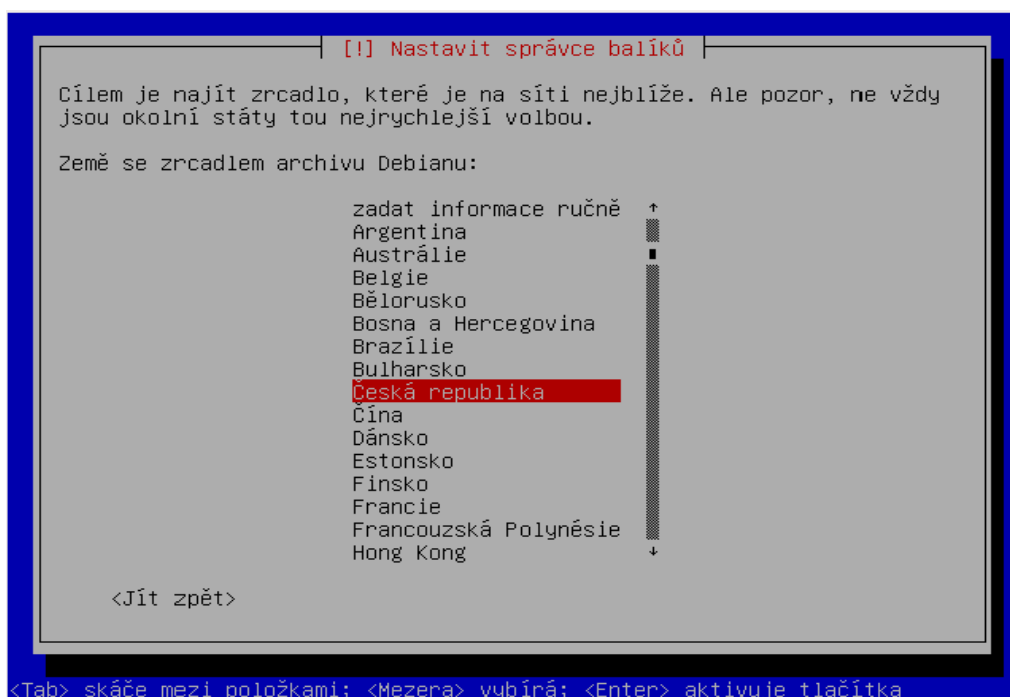 [!] Nastavit správce balíků
Cílem je najít zrcadlo, které je na síti nejblíže. Ale pozor, ne vždy
jsou okolní státy tou nejrychlejší volbou.
Země se zrcadlem archivu Debianu:
zadat informace ručně ↑
Argentina
Austrálie
Belgie
Bělorusko
Bosna a Hercegovina
Brazílie
Bulharsko
Česká republika
Čína
Dánsko
Estonsko
Finsko
Francie
Francouzská Polynésie
Hong Kong ↓
<Jít zpět>
<Tab> skáče mezi položkami; <Mezera> vybírá; <Enter> aktivuje tlačítka